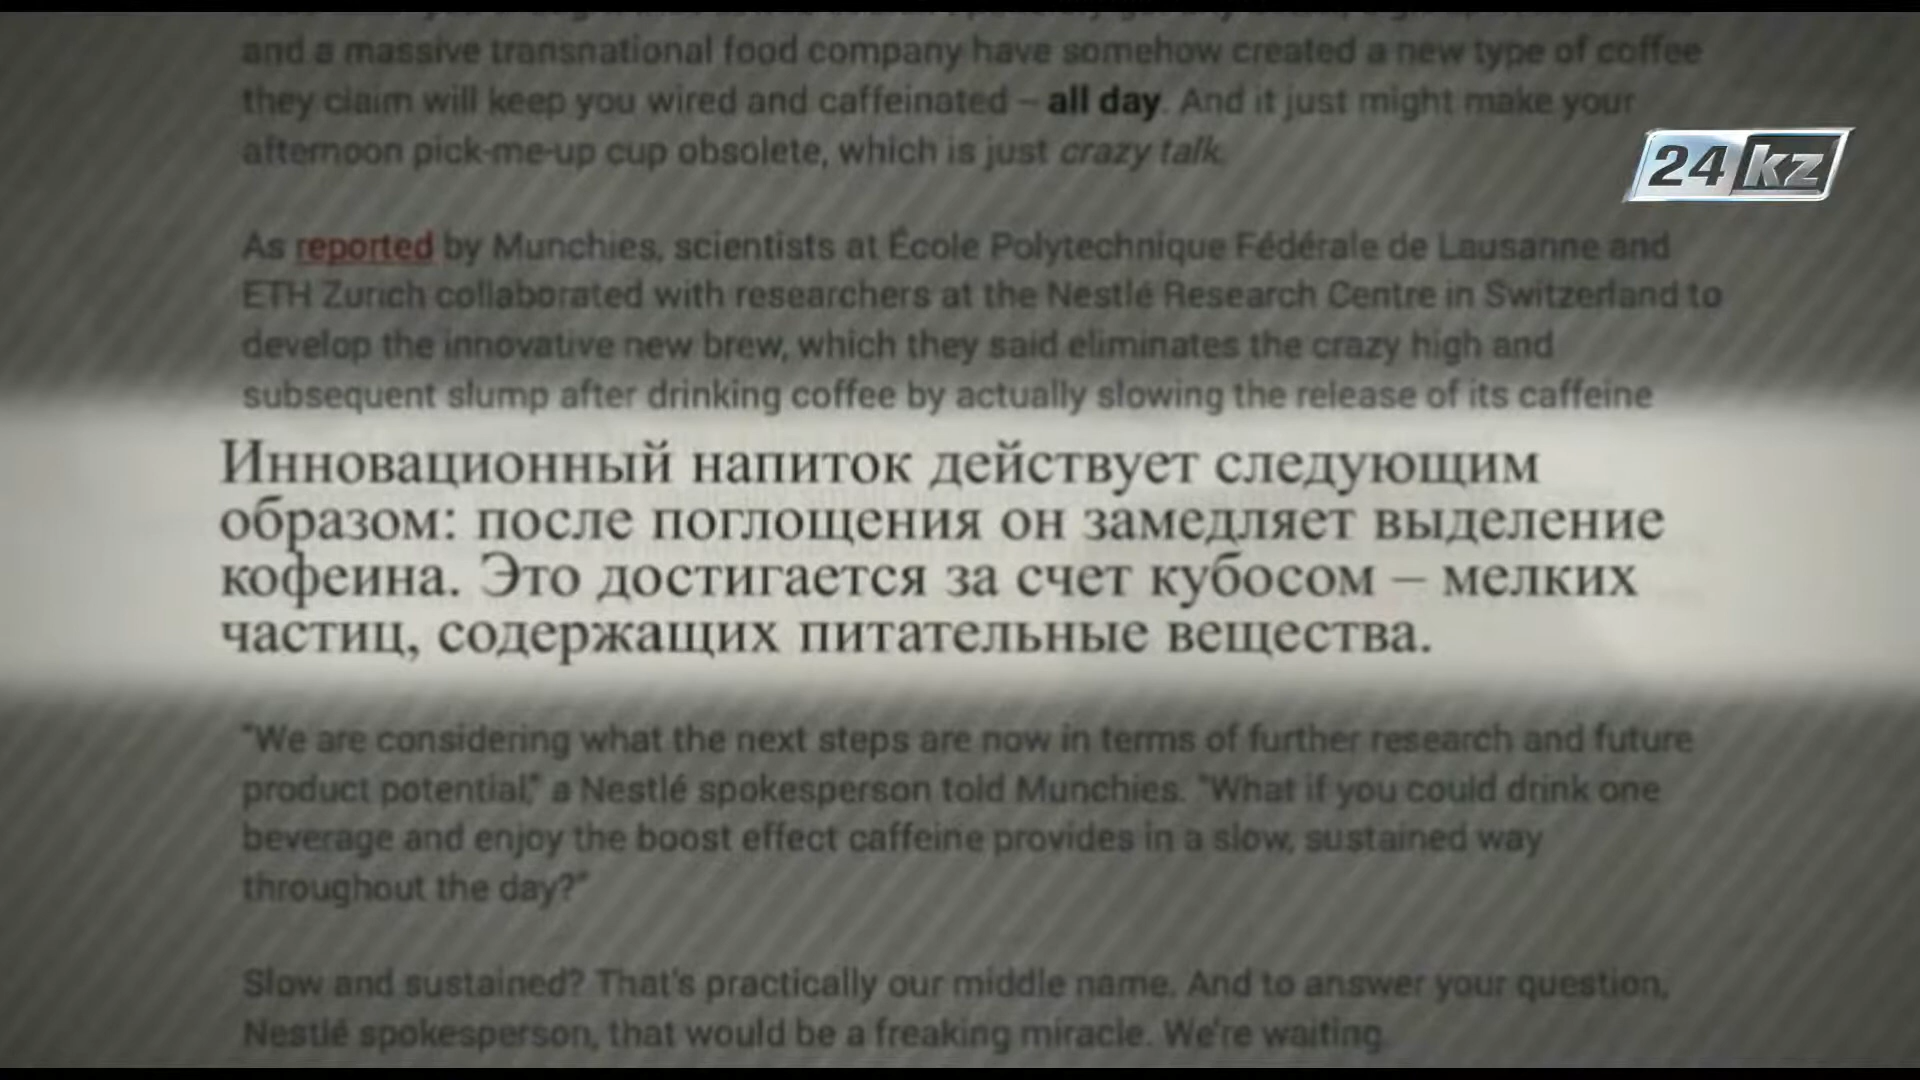 and a massive transnational food company have somehow created a new type of coffee
they claim will keep you wired and caffeinated – all day. And it just might make your
afternoon pick-me-up cup obsolete, which is just crazy talk.
24 kz
As reported by Munchies, scientists at École Polytechnique Fédérale de Lausanne and
ETH Zurich collaborated with researchers at the Nestlé Research Centre in Switzerland to
develop the innovative new brew, which they said eliminates the crazy high and
subsequent slump after drinking coffee by actually slowing the release of its caffeine
Инновационный напиток действует следующим
образом: после поглощения он замедляет выделение
кофеина. Это достигается за счет кубосом – мелких
частиц, содержащих питательные вещества.
"We are considering what the next steps are now in terms of further research and future
product potential," a Nestlé spokesperson told Munchies. "What if you could drink one
beverage and enjoy the boost effect caffeine provides in a slow, sustained way
throughout the day?"
Slow and sustained? That's practically our middle name. And to answer your question,
Nestlé spokesperson, that would be a freaking miracle. We're waiting.